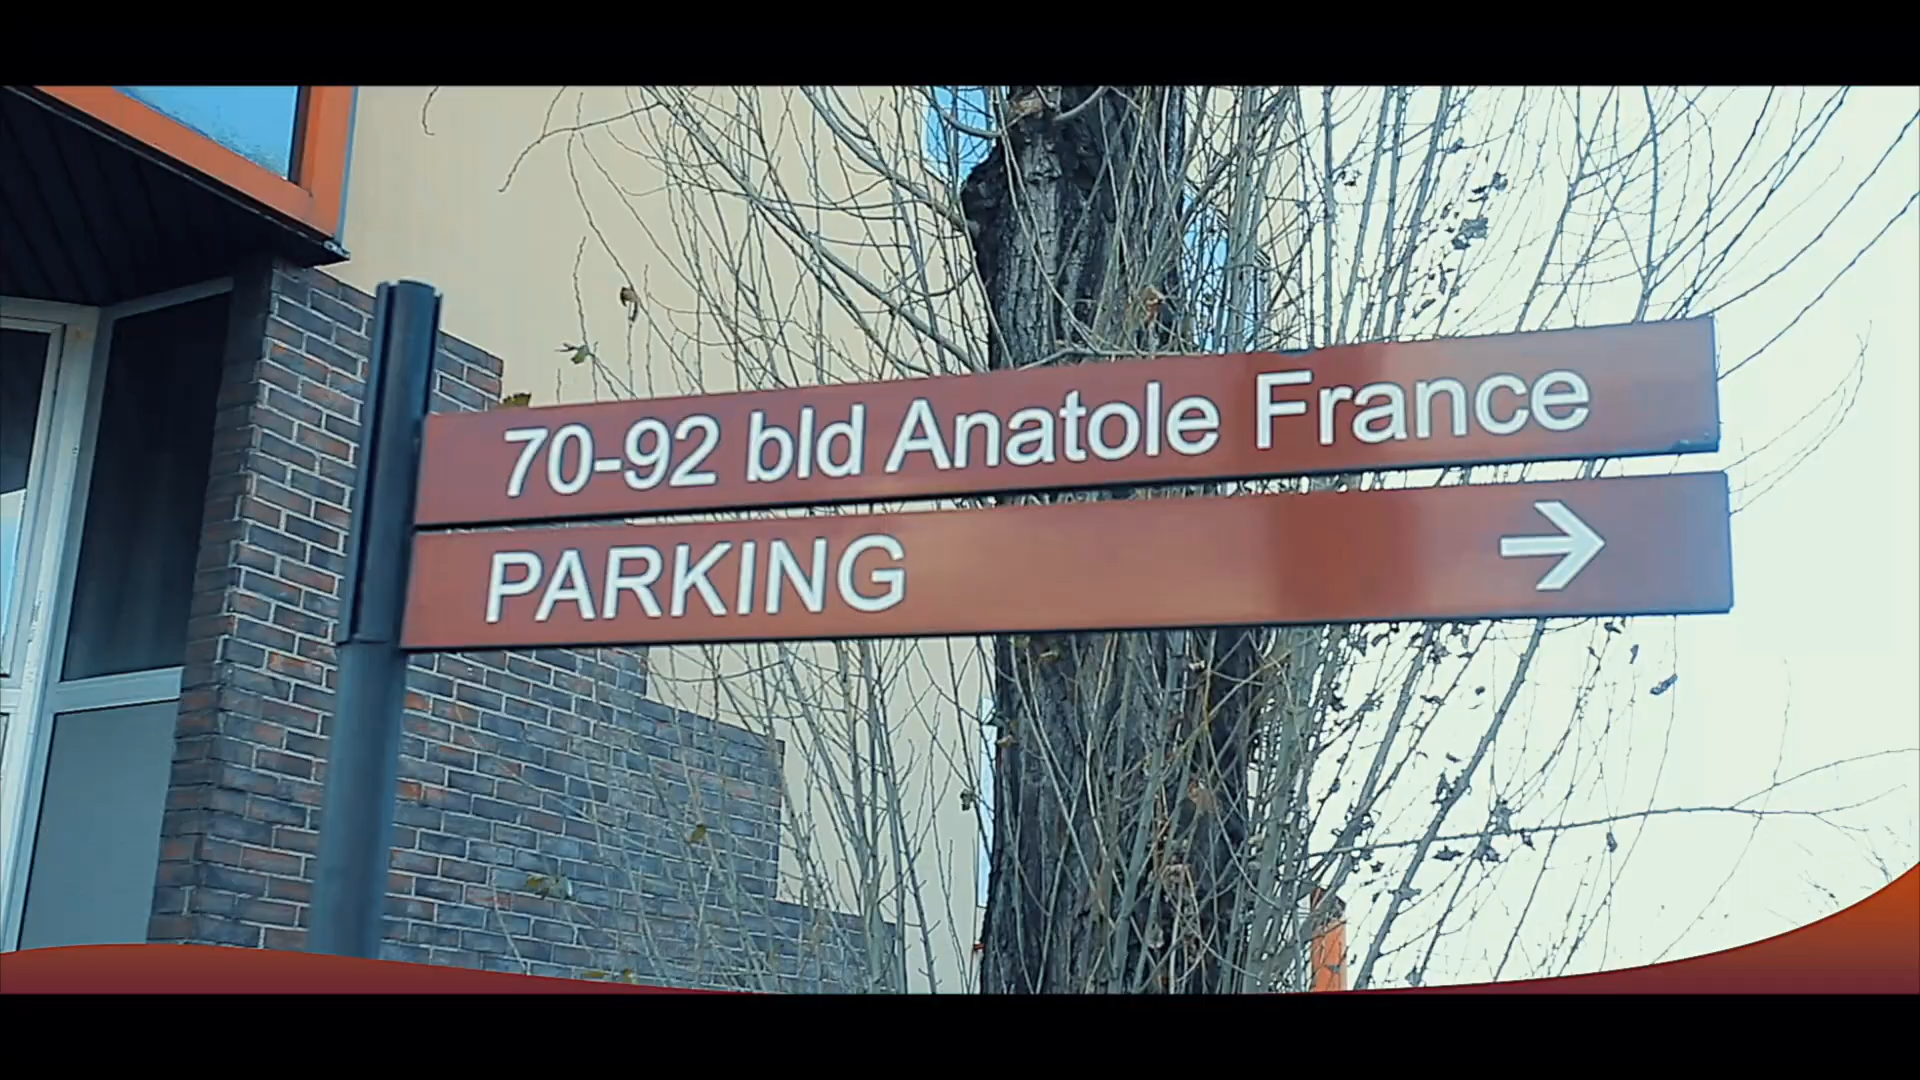 70-92 bld Anatole France
PARKING →